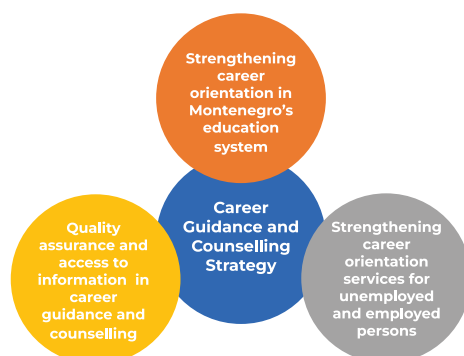 Strengthening
career
orientation in
Montenegro's
education
system
Career
Guidance and
Counselling
Strategy
Quality
assurance and
access to
information in
career
guidance and
counselling
Strengthening
career
orientation
services for
unemployed
and employed
persons